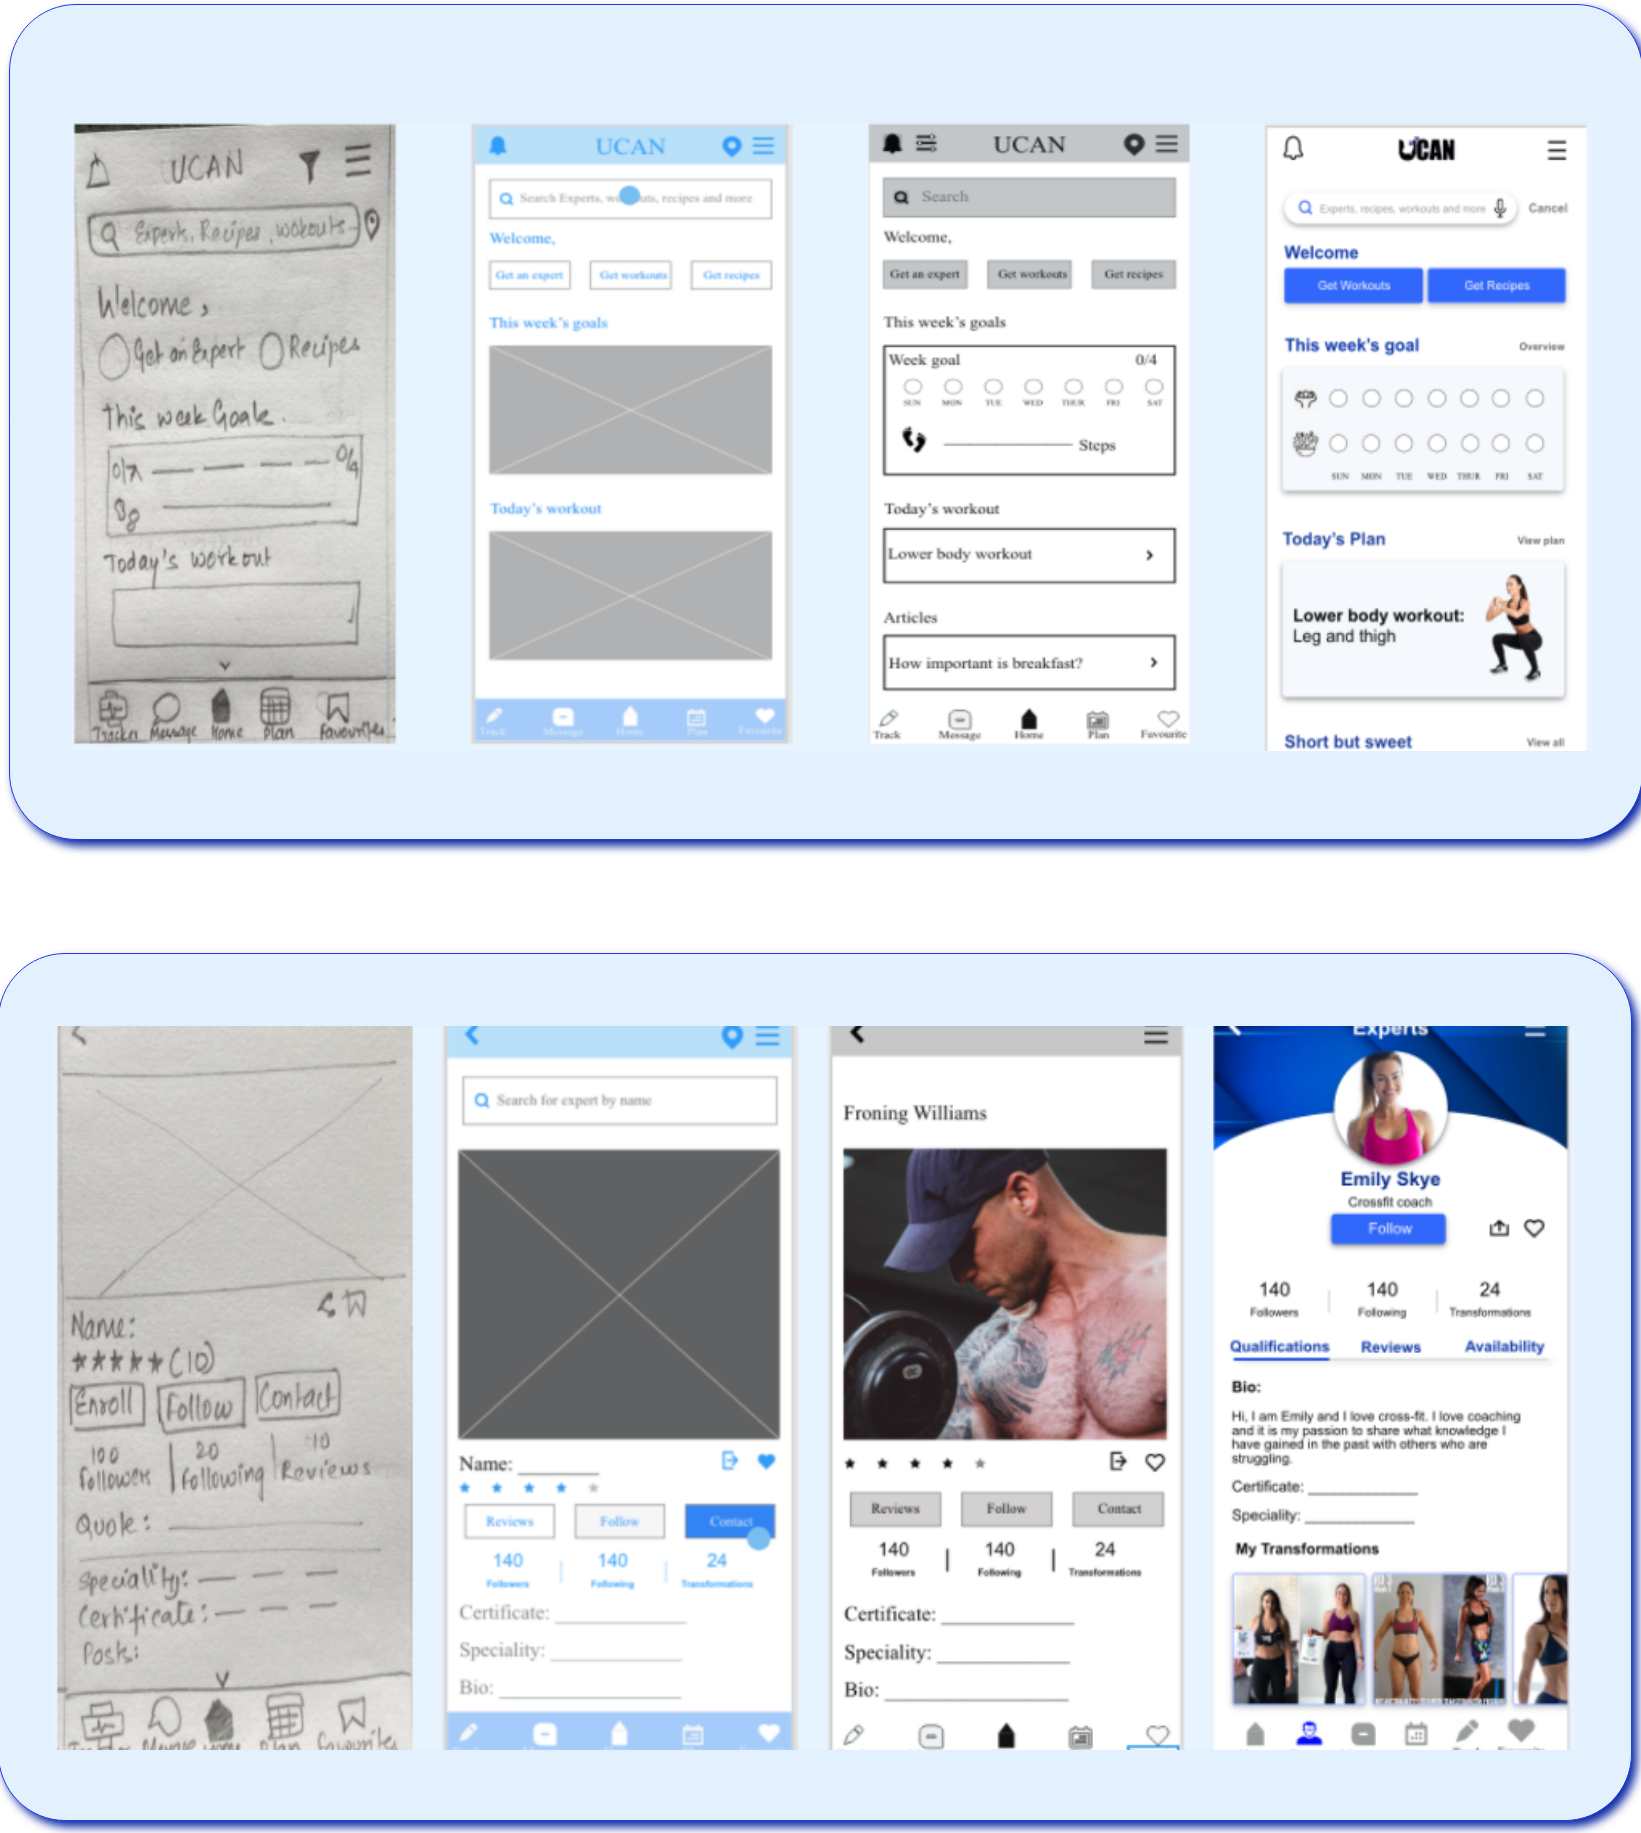 UCAN
Experts, Recipes, workouts..
Welcome,
Get an Expert Recipes
This week Goals.
0/7 0/4
Today's workout
Tracker Message Home Plan Favourites
UCAN
Search Experts, workouts, recipes and more
Welcome,
Get an expert Get workouts Get recipes
This week's goals
Today's workout
Track Message Home Plan Favourite
UCAN
Search
Welcome,
Get an expert Get workouts Get recipes
This week's goals
Week goal 0/4
SUN MON TUE WED THUR FRI SAT
Steps
Today's workout
Lower body workout
Articles
How important is breakfast?
Track Message Home Plan Favourite
UCAN
Experts, recipes, workouts and more Cancel
Welcome
Get Workouts Get Recipes
This week's goal Overview
SUN MON TUE WED THUR FRI SAT
Today's Plan View plan
Lower body workout:
Leg and thigh
Short but sweet View all
Name:
(10)
Enroll Follow Contact
100 20 10
followers following Reviews
Quote:
Speciality:
Certificate:
Posts:
Search for expert by name
Name:
Reviews Follow Contact
140 140 24
Followers Following Transformations
Certificate:
Speciality:
Bio:
Froning Williams
Reviews Follow Contact
140 140 24
Followers Following Transformations
Certificate:
Speciality:
Bio:
Experts
Emily Skye
Crossfit coach
Follow
140 140 24
Followers Following Transformations
Qualifications Reviews Availability
Bio:
Hi, I am Emily and I love cross-fit. I love coaching
and it is my passion to share what knowledge I
have gained in the past with others who are
struggling.
Certificate:
Speciality:
My Transformations